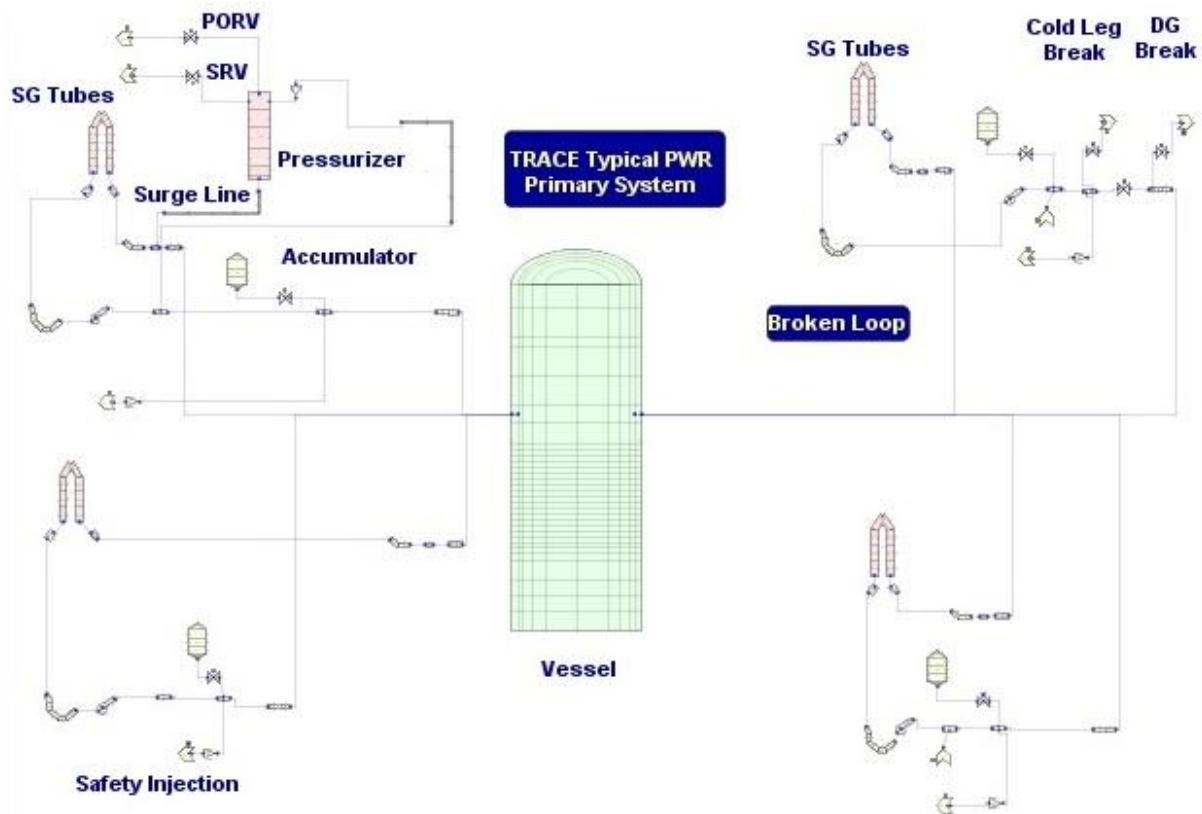 PORV
SRV
SG Tubes
Pressurizer
Surge Line
Accumulator
TRACE Typical PWR
Primary System
SG Tubes
Cold Leg
Break
DG
Break
Broken Loop
Vessel
Safety Injection